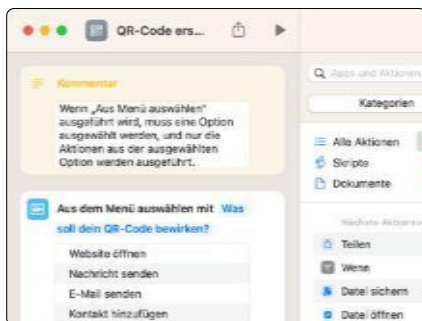 QR-Code ers...
Kommentar
Wenn „Aus Menü auswählen"
ausgeführt wird, muss eine Option
ausgewählt werden, und nur die
Aktionen aus der ausgewählten
Option werden ausgeführt.
Aus dem Menü auswählen mit Was
soll dein QR-Code bewirken?
Website öffnen
Nachricht senden
E-Mail senden
Kontakt hinzufügen
Apps und Aktionen
Kategorien
Alle Aktionen
Skripte
Dokumente
Nächste
Teilen
Wenn
Datei sichern
Datei öffnen